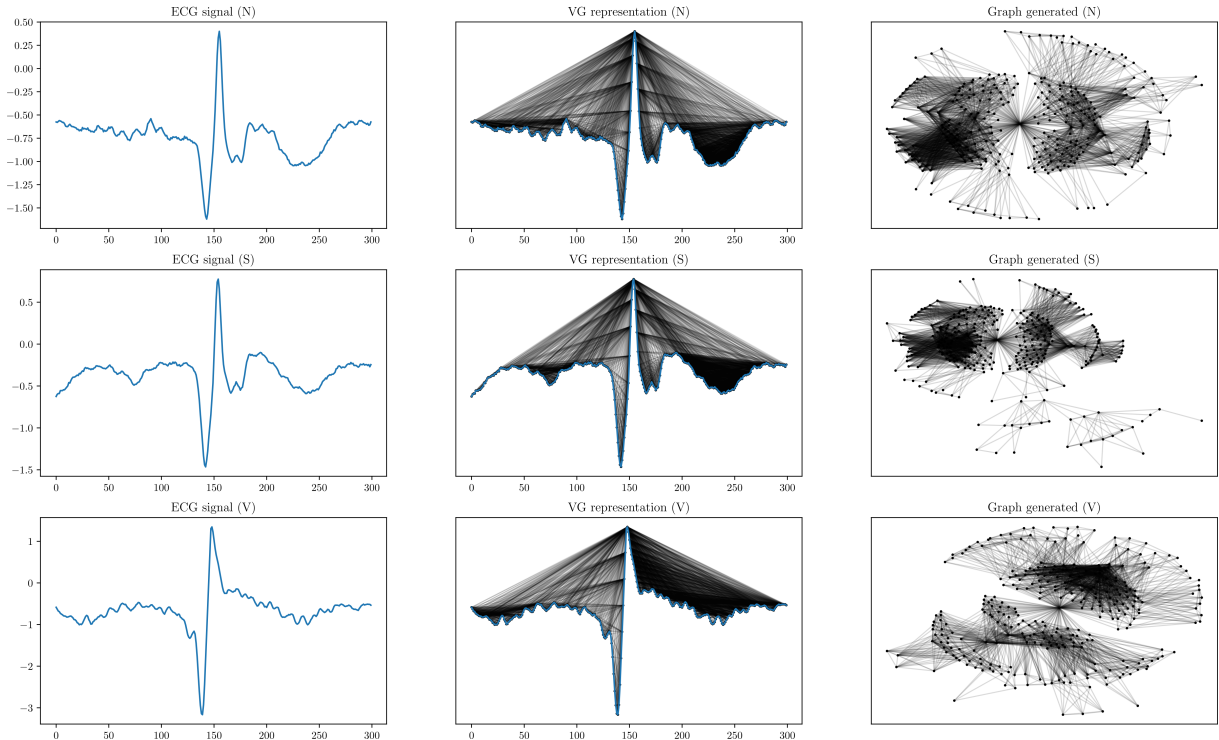 ECG signal (N)
VG representation (N)
Graph generated (N)
0.50
0.25
0.00
−0.25
−0.50
−0.75
−1.00
−1.25
−1.50
0 50 100 150 200 250 300
0 50 100 150 200 250 300
ECG signal (S)
VG representation (S)
Graph generated (S)
0.5
0.0
−0.5
−1.0
−1.5
0 50 100 150 200 250 300
0 50 100 150 200 250 300
ECG signal (V)
VG representation (V)
Graph generated (V)
1
0
−1
−2
−3
0 50 100 150 200 250 300
0 50 100 150 200 250 300